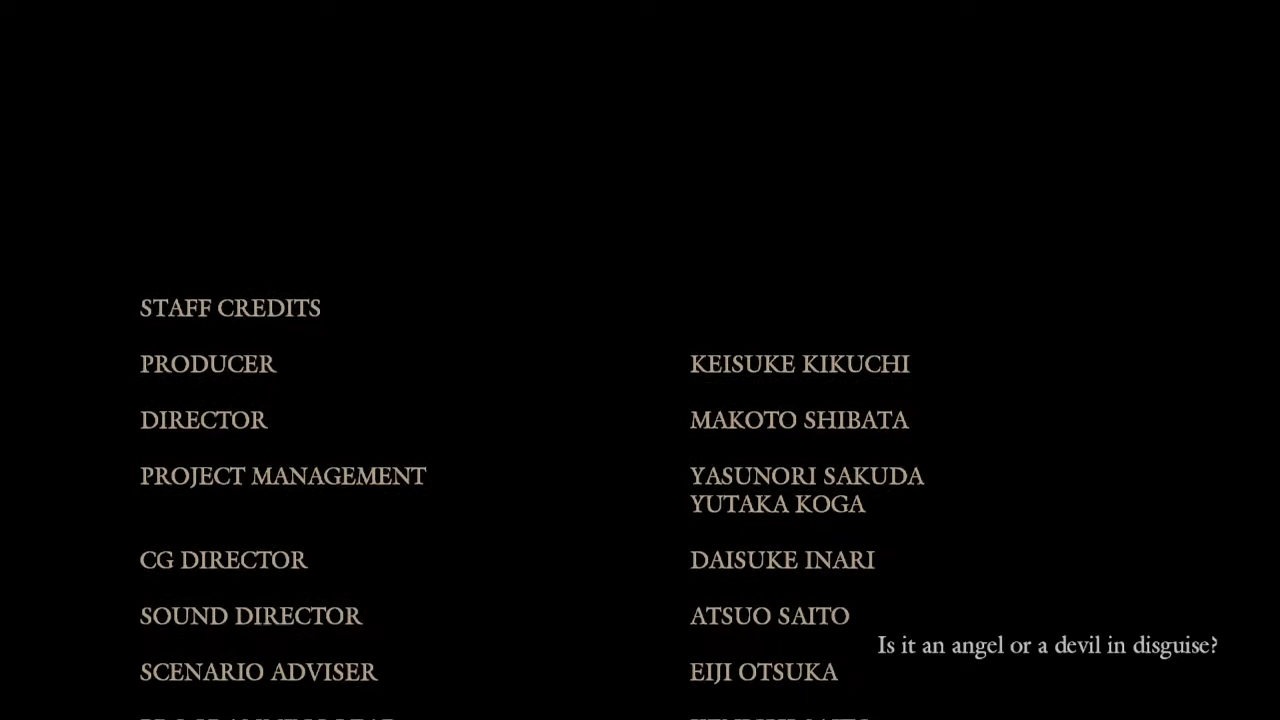 STAFF CREDITS
PRODUCER KEISUKE KIKUCHI
DIRECTOR MAKOTO SHIBATA
PROJECT MANAGEMENT YASUNORI SAKUDA
YUTAKA KOGA
CG DIRECTOR DAISUKE INARI
SOUND DIRECTOR ATSUO SAITO
Is it an angel or a devil in disguise?
SCENARIO ADVISER EIJI OTSUKA